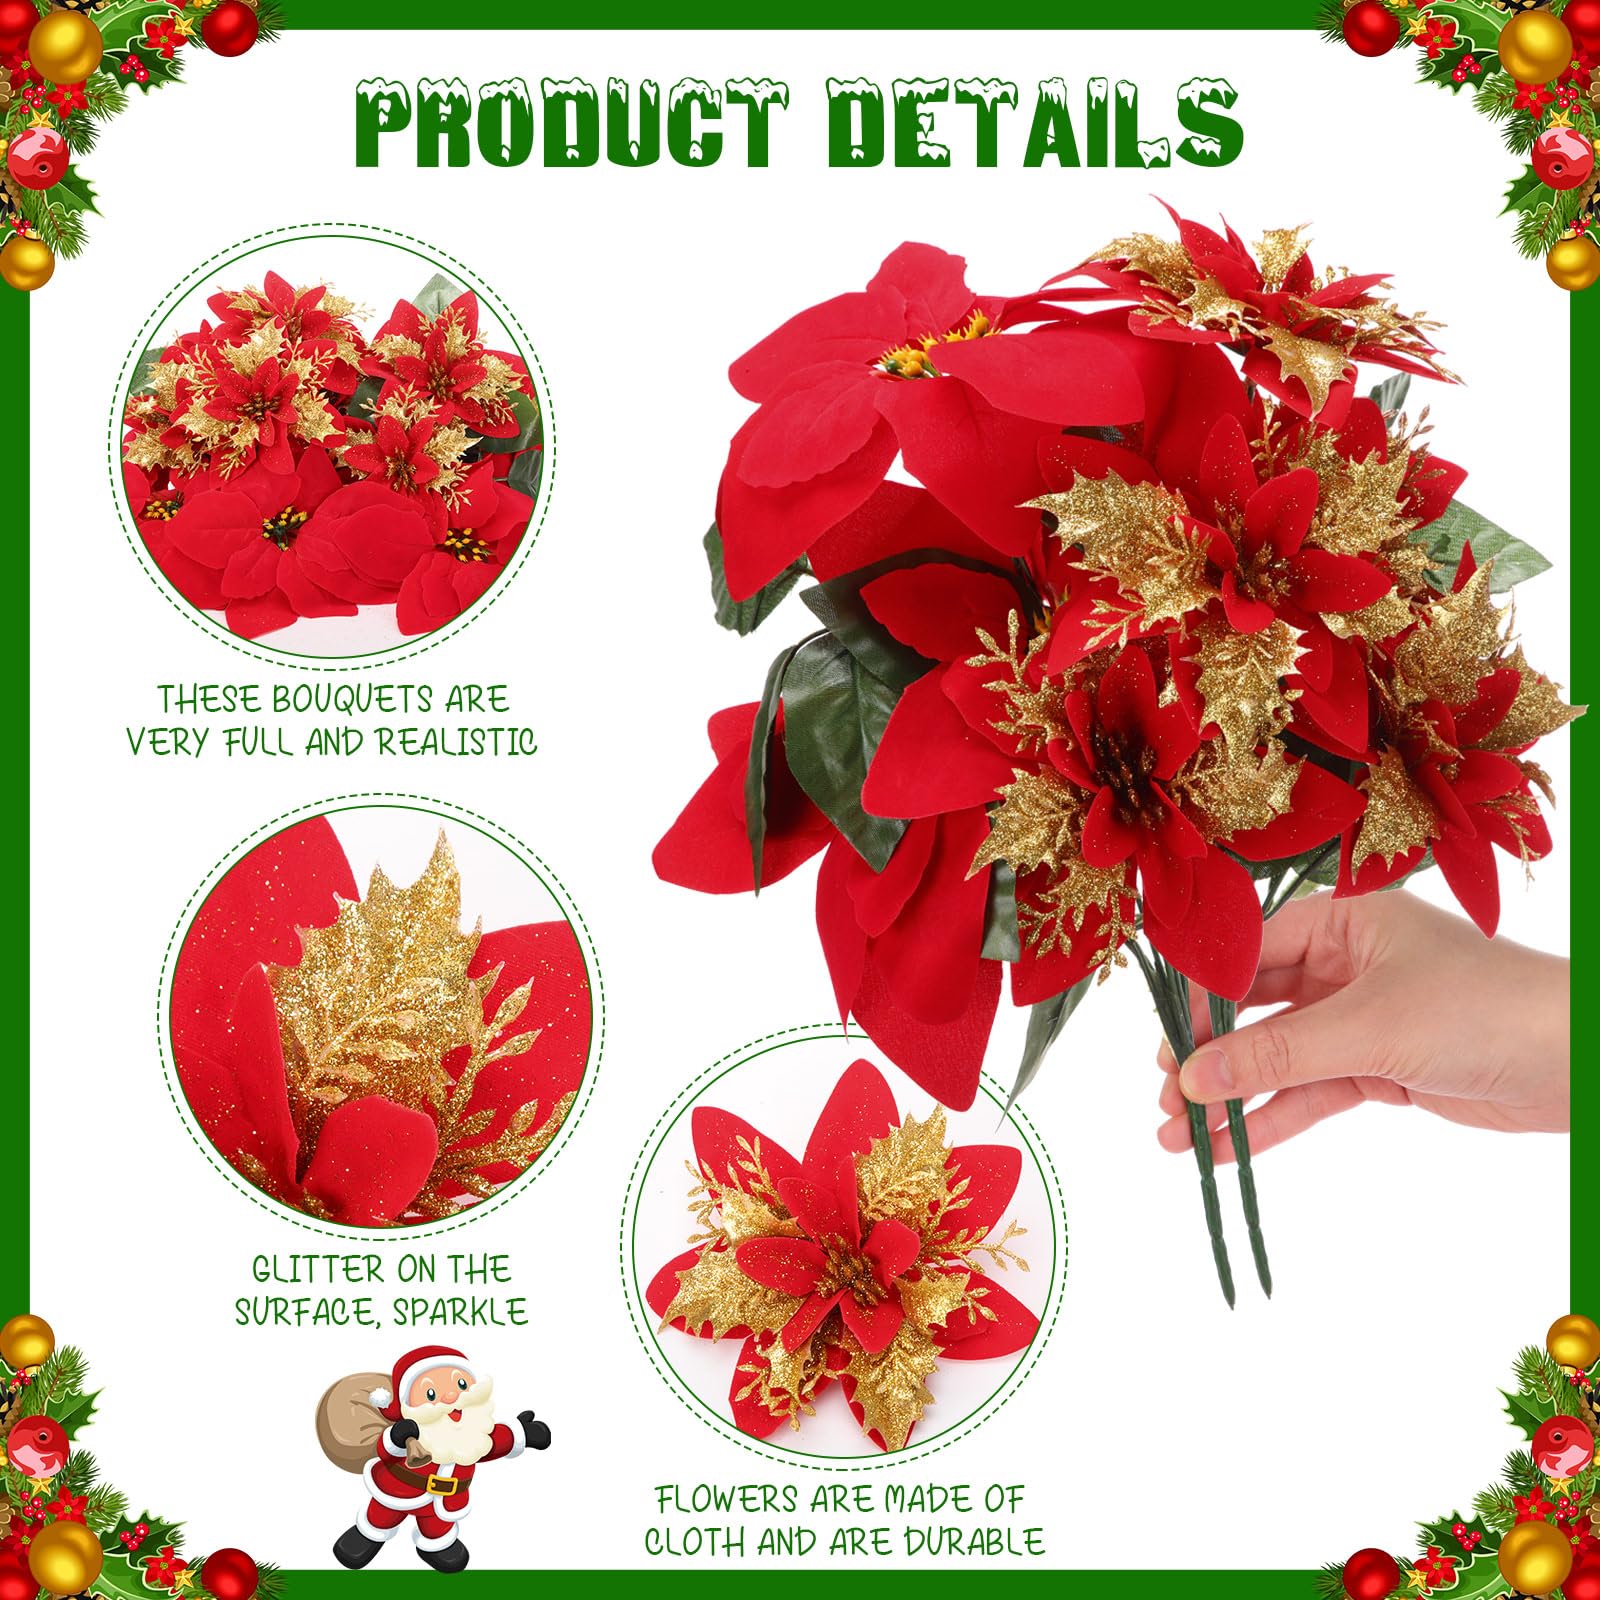 PRODUCT DETAILS
THESE BOUQUETS ARE
VERY FULL AND REALISTIC
GLITTER ON THE
SURFACE, SPARKLE
FLOWERS ARE MADE OF
CLOTH AND ARE DURABLE